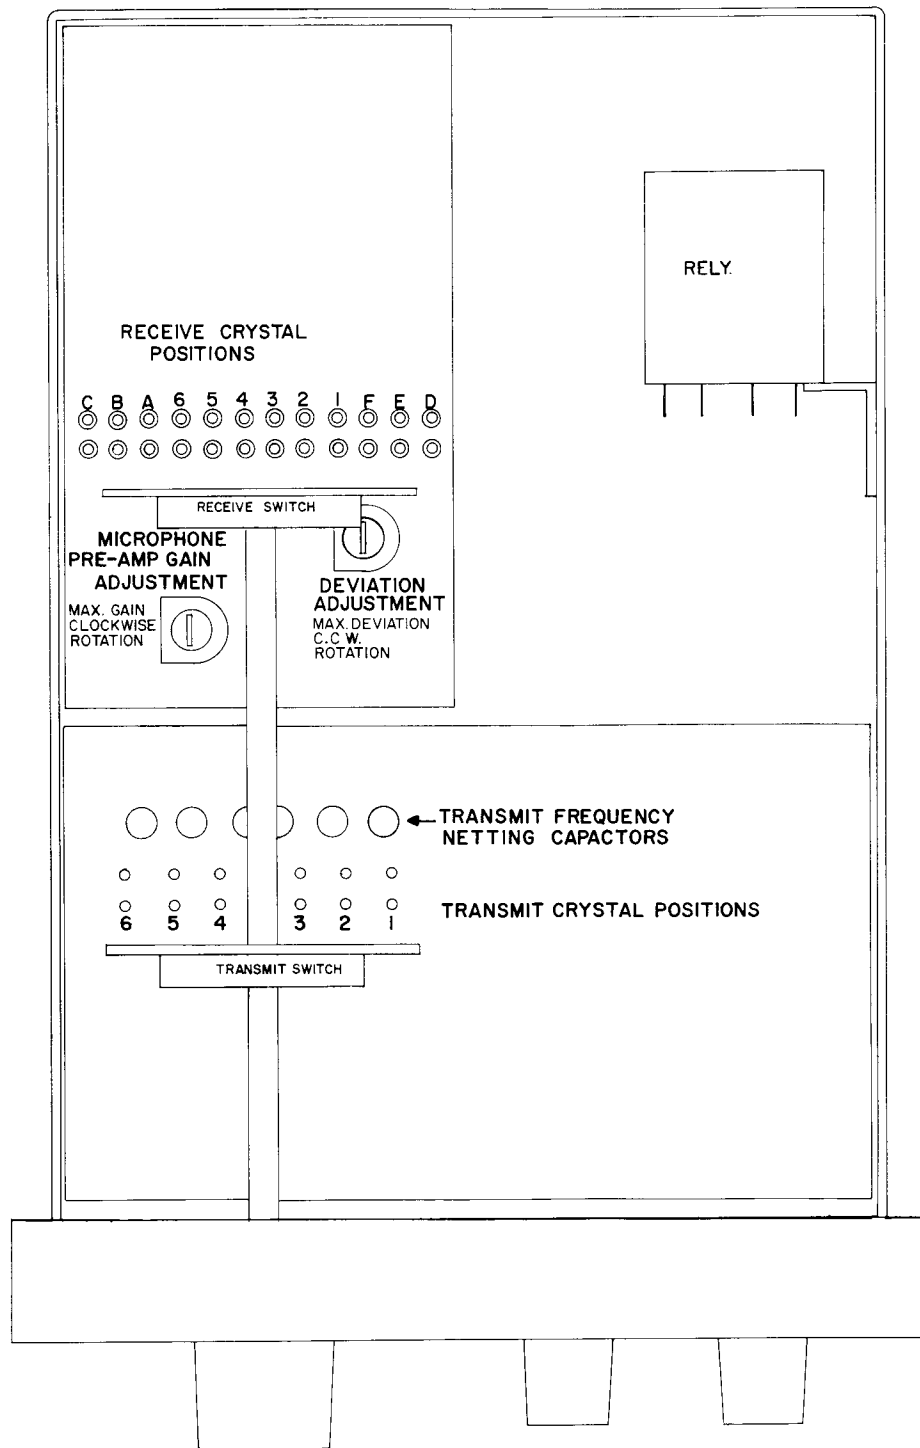 RELY.
RECEIVE CRYSTAL
POSITIONS
C B A 6 5 4 3 2 1 F E D
RECEIVE SWITCH
MICROPHONE
PRE-AMP GAIN
ADJUSTMENT
MAX. GAIN
CLOCKWISE
ROTATION
DEVIATION
ADJUSTMENT
MAX. DEVIATION
C.C.W.
ROTATION
TRANSMIT FREQUENCY
NETTING CAPACTORS
6 5 4 3 2 1
TRANSMIT CRYSTAL POSITIONS
TRANSMIT SWITCH